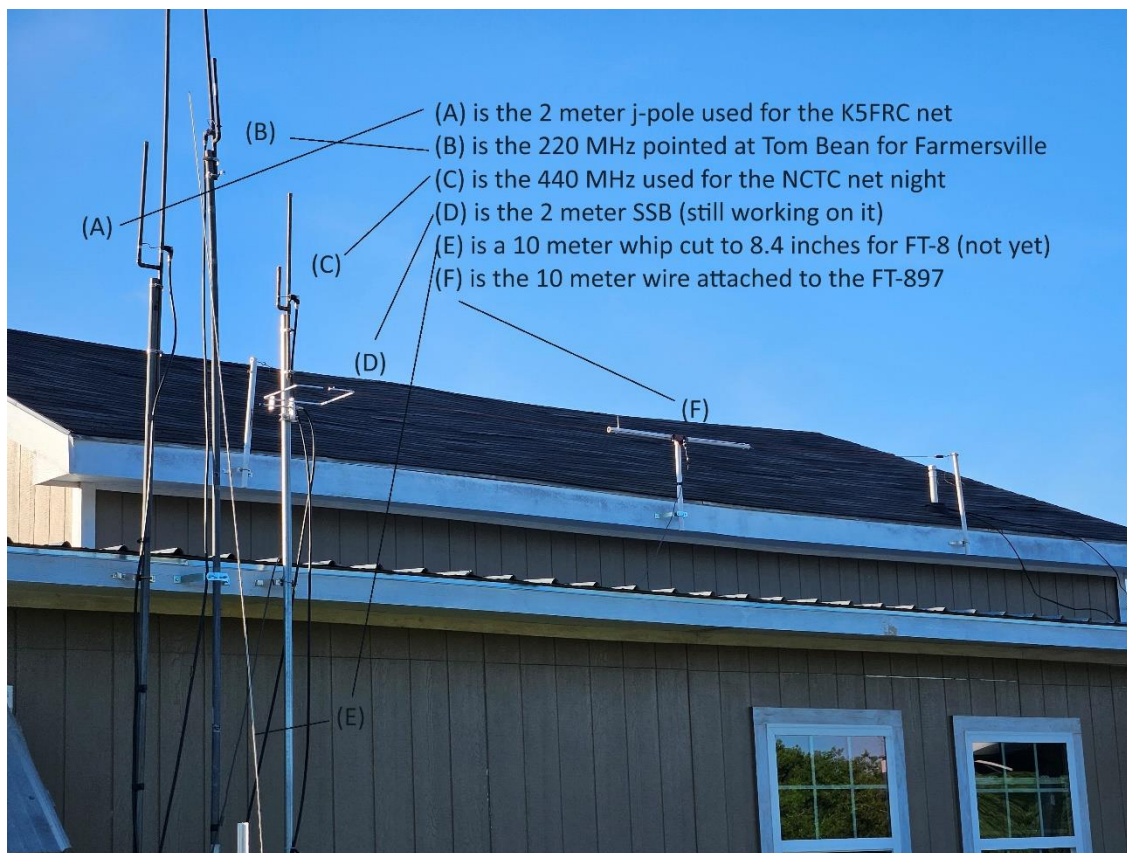 (A) is the 2 meter j-pole used for the K5FRC net
(B) is the 220 MHz pointed at Tom Bean for Farmersville
(C) is the 440 MHz used for the NCTC net night
(D) is the 2 meter SSB (still working on it)
(E) is a 10 meter whip cut to 8.4 inches for FT-8 (not yet)
(F) is the 10 meter wire attached to the FT-897
(B)
(A)
(C)
(D)
(F)
(E)